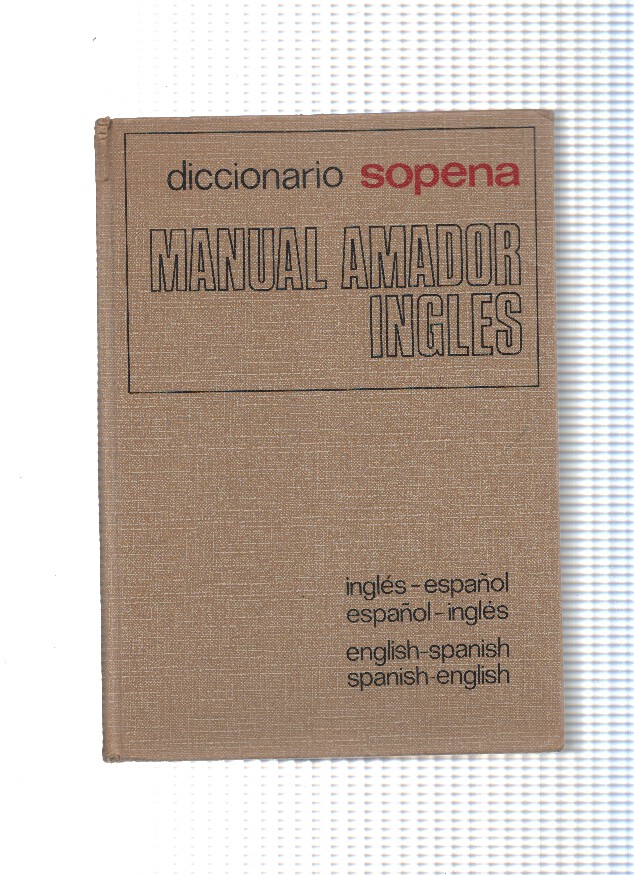 diccionario sopena
MANUAL AMADOR
INGLES
inglés-español
español-inglés
english-spanish
spanish-english